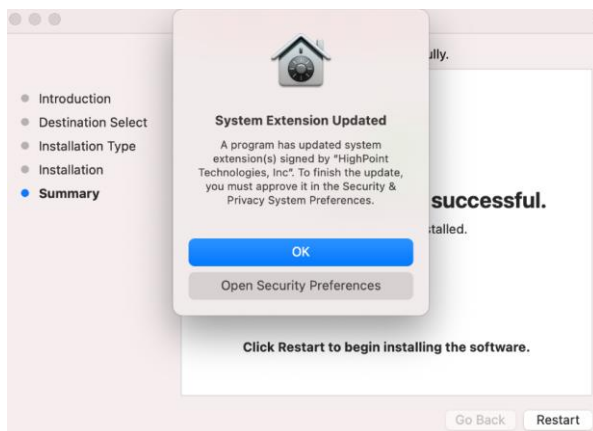 ully.
Introduction
Destination Select
Installation Type
Installation
Summary
System Extension Updated
A program has updated system
extension(s) signed by "HighPoint
Technologies, Inc". To finish the update,
you must approve it in the Security &
Privacy System Preferences.
successful.
stalled.
OK
Open Security Preferences
Click Restart to begin installing the software.
Go Back
Restart